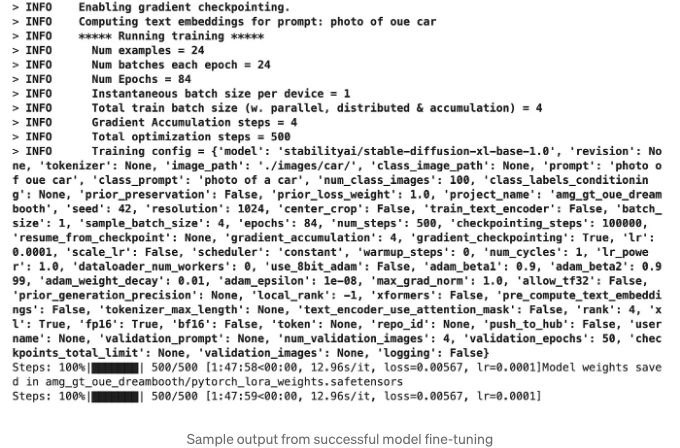 > INFO    Enabling gradient checkpointing.
> INFO    Computing text embeddings for prompt: photo of oue car
> INFO    ***** Running training *****
> INFO      Num examples = 24
> INFO      Num batches each epoch = 24
> INFO      Num Epochs = 84
> INFO      Instantaneous batch size per device = 1
> INFO      Total train batch size (w. parallel, distributed & accumulation) = 4
> INFO      Gradient Accumulation steps = 4
> INFO      Total optimization steps = 500
> INFO      Training config = {'model': 'stabilityai/stable-diffusion-xl-base-1.0', 'revision': No
ne, 'tokenizer': None, 'image_path': './images/car/', 'class_image_path': None, 'prompt': 'photo o
f oue car', 'class_prompt': 'photo of a car', 'num_class_images': 100, 'class_labels_conditionin
g': None, 'prior_preservation': False, 'prior_loss_weight': 1.0, 'project_name': 'amg_gt_oue_dream
booth', 'seed': 42, 'resolution': 1024, 'center_crop': False, 'train_text_encoder': False, 'batch_
size': 1, 'sample_batch_size': 4, 'epochs': 84, 'num_steps': 500, 'checkpointing_steps': 100000,
'resume_from_checkpoint': None, 'gradient_accumulation': 4, 'gradient_checkpointing': True, 'lr':
0.0001, 'scale_lr': False, 'scheduler': 'constant', 'warmup_steps': 0, 'num_cycles': 1, 'lr_powe
r': 1.0, 'dataloader_num_workers': 0, 'use_8bit_adam': False, 'adam_beta1': 0.9, 'adam_beta2': 0.9
99, 'adam_weight_decay': 0.01, 'adam_epsilon': 1e-08, 'max_grad_norm': 1.0, 'allow_tf32': False,
'prior_generation_precision': None, 'local_rank': -1, 'xformers': False, 'pre_compute_text_embeddi
ngs': False, 'tokenizer_max_length': None, 'text_encoder_use_attention_mask': False, 'rank': 4, 'x
l': True, 'fp16': True, 'bf16': False, 'token': None, 'repo_id': None, 'push_to_hub': False, 'user
name': None, 'validation_prompt': None, 'num_validation_images': 4, 'validation_epochs': 50, 'chec
kpoints_total_limit': None, 'validation_images': None, 'logging': False}
Steps: 100%|███████| 500/500 [1:47:58<00:00, 12.96s/it, loss=0.00567, lr=0.0001]Model weights save
d in amg_gt_oue_dreambooth/pytorch_lora_weights.safetensors
Steps: 100%|███████| 500/500 [1:47:59<00:00, 12.96s/it, loss=0.00567, lr=0.0001]
Sample output from successful model fine-tuning